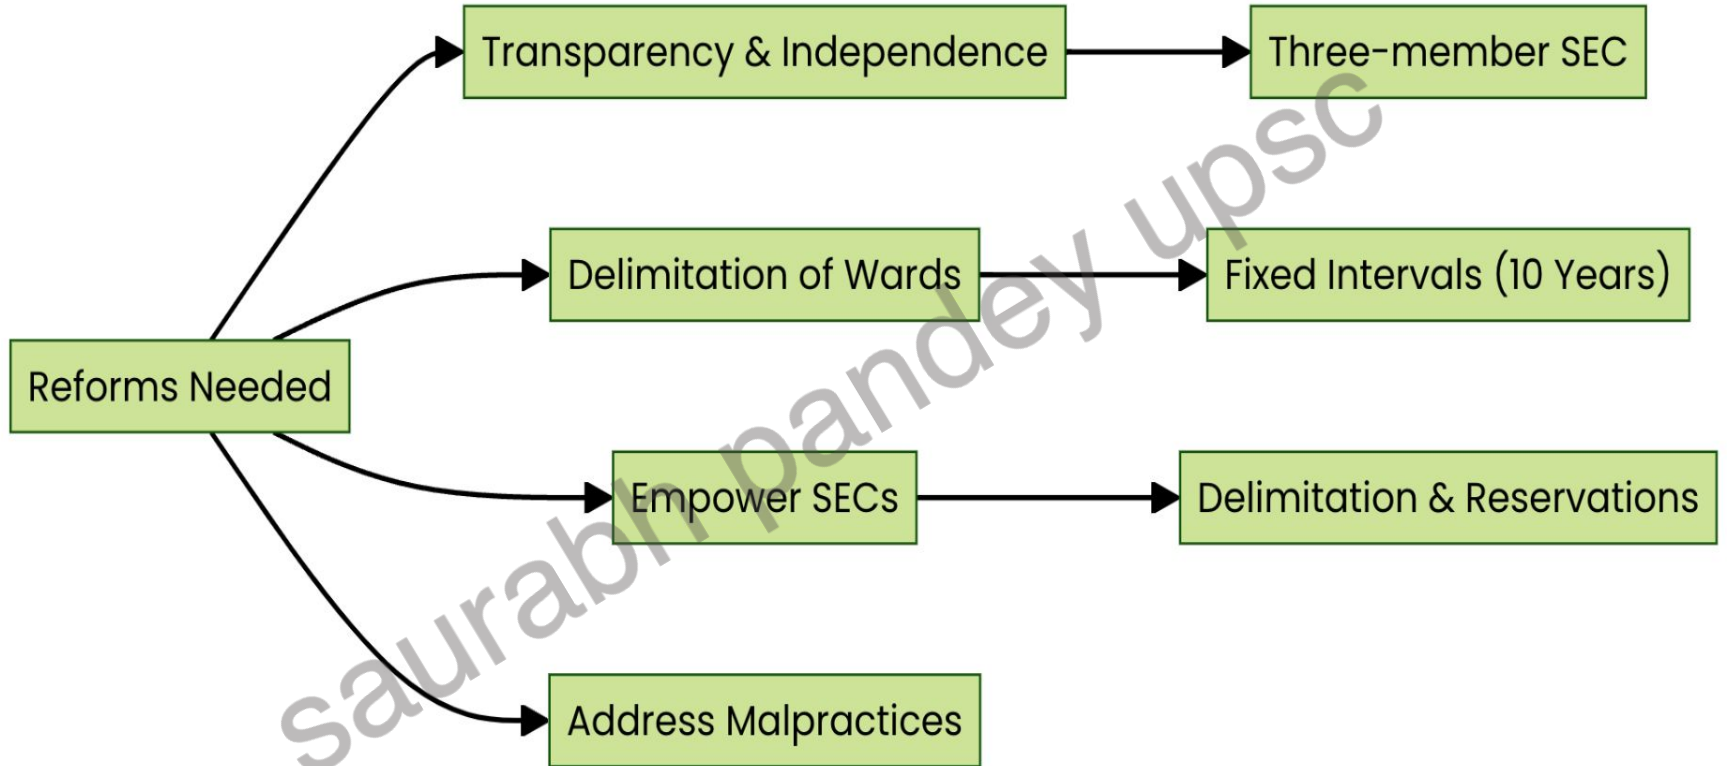 Transparency & Independence
Three-member SEC
Delimitation of Wards
Fixed Intervals (10 Years)
Reforms Needed
Empower SECs
Delimitation & Reservations
Address Malpractices
saurabh pandey upsc